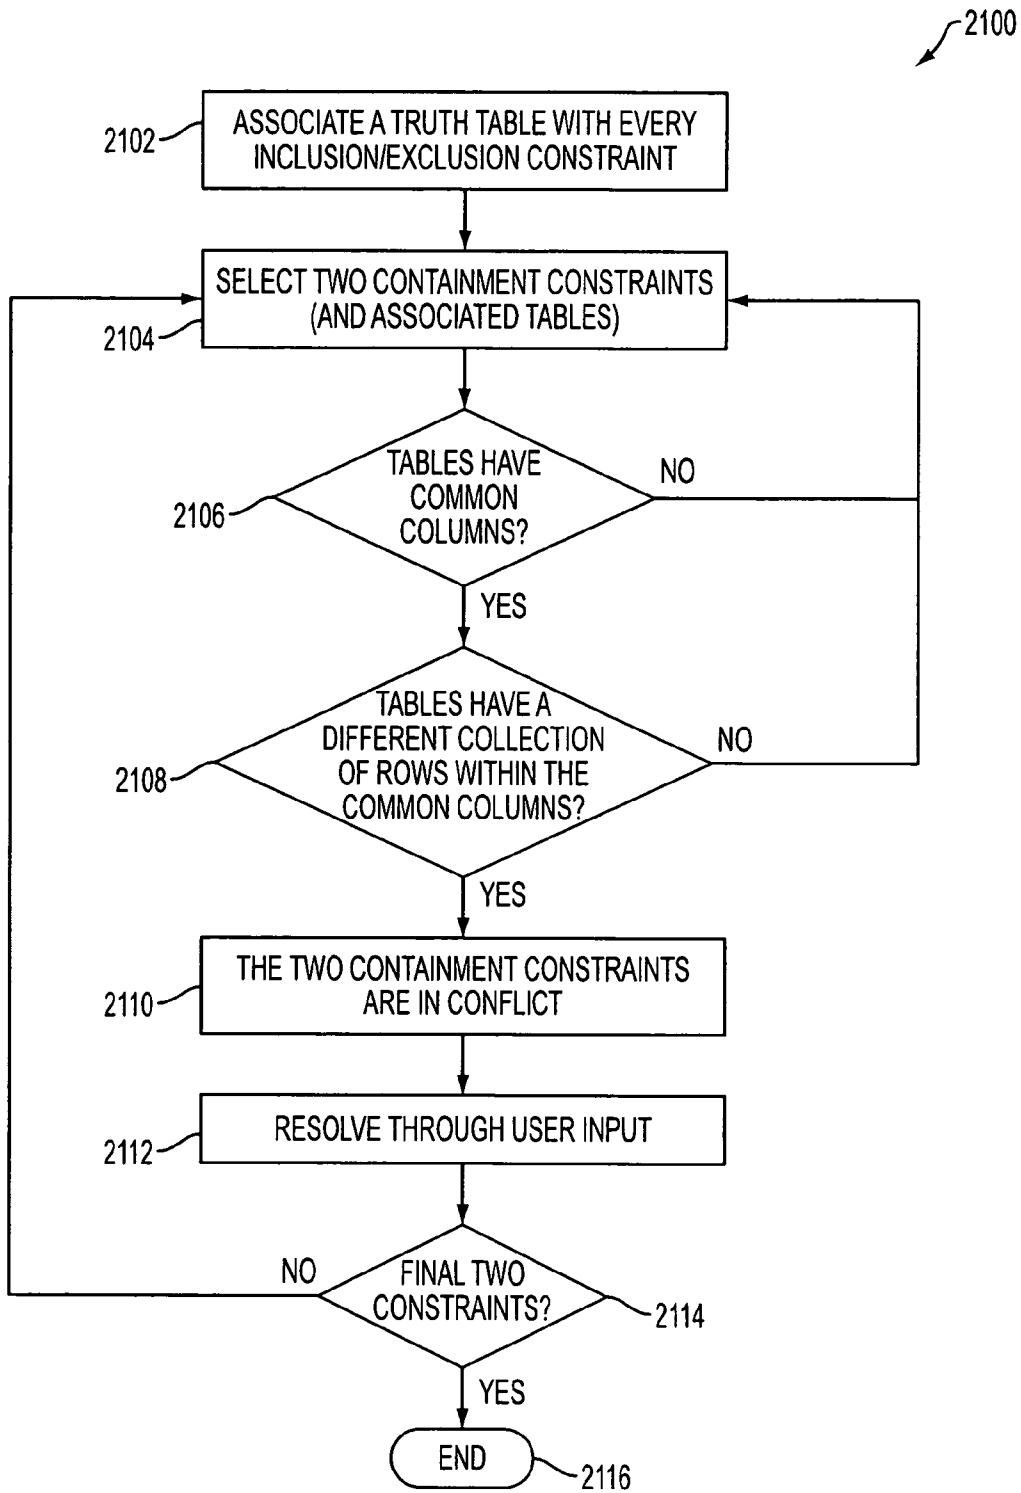 2100
2102
ASSOCIATE A TRUTH TABLE WITH EVERY
INCLUSION/EXCLUSION CONSTRAINT
2104
SELECT TWO CONTAINMENT CONSTRAINTS
(AND ASSOCIATED TABLES)
2106
TABLES HAVE
COMMON
COLUMNS?
NO
YES
2108
TABLES HAVE A
DIFFERENT COLLECTION
OF ROWS WITHIN THE
COMMON COLUMNS?
NO
YES
2110
THE TWO CONTAINMENT CONSTRAINTS
ARE IN CONFLICT
2112
RESOLVE THROUGH USER INPUT
NO
FINAL TWO
CONSTRAINTS?
2114
YES
END
2116